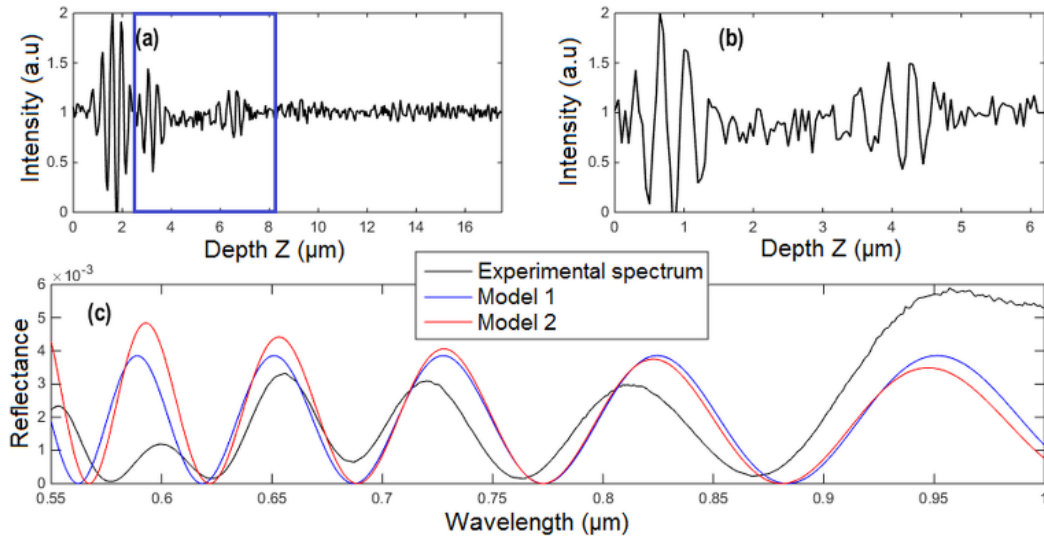 2
1.5
1
0.5
0
Intensity (a.u)
(a)
0 2 4 6 8 10 12 14 16
Depth Z (µm)
2
1.5
1
0.5
0
Intensity (a.u)
(b)
0 1 2 3 4 5 6
Depth Z (µm)
Experimental spectrum
Model 1
Model 2
6 × 10⁻³
5
4
3
2
1
0
Reflectance
(c)
0.55 0.6 0.65 0.7 0.75 0.8 0.85 0.9 0.95 1
Wavelength (µm)